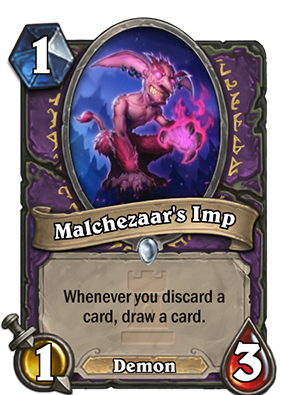 1
Malchezaar's Imp
Whenever you discard a
card, draw a card.
1
Demon
3